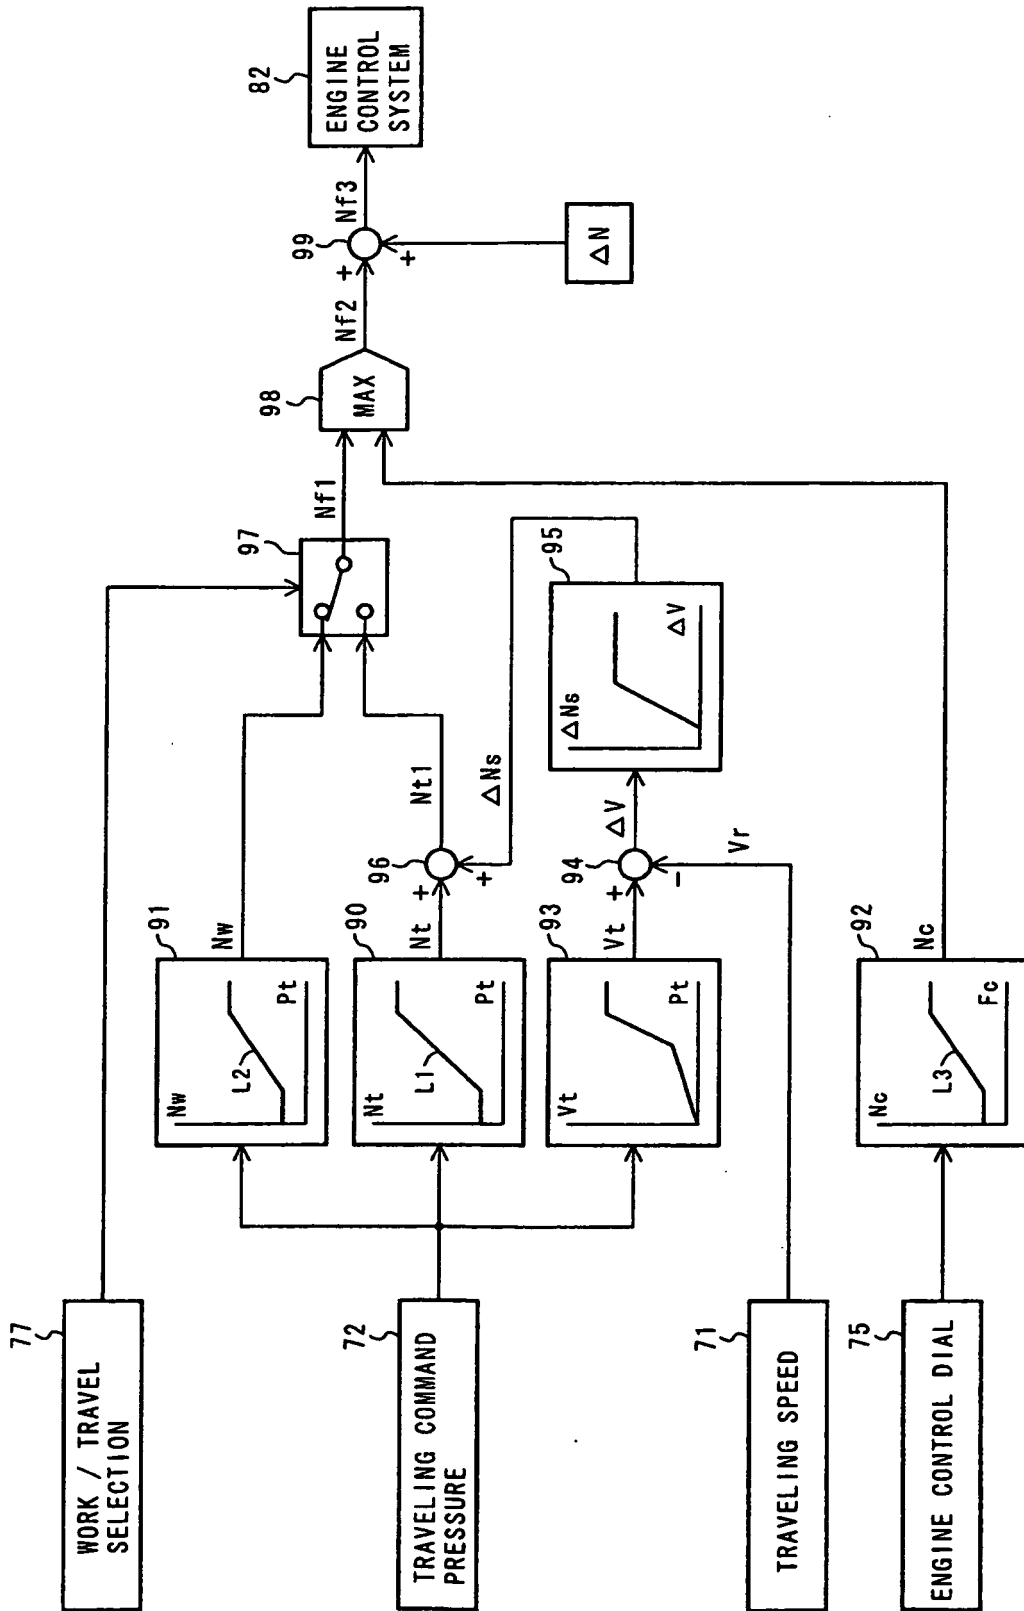 77
WORK / TRAVEL
SELECTION
72
TRAVELING COMMAND
PRESSURE
71
TRAVELING SPEED
75
ENGINE CONTROL DIAL
91
Nw
L2
Pt
Nw
90
Nt
L1
Pt
Nt
93
Vt
Pt
Vt
92
Nc
L3
Fc
Nc
96
+
+
Nt1
ΔNs
94
+
-
ΔV
Vr
95
ΔNs
ΔV
97
Nf1
98
MAX
Nf2
99
+
+
Nf3
ΔN
82
ENGINE
CONTROL
SYSTEM